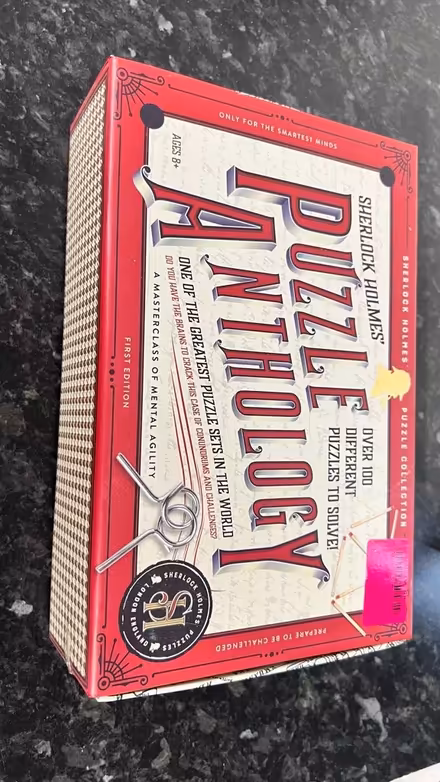 SHERLOCK HOLMES' PUZZLE COLLECTION
ONLY FOR THE SMARTEST MINDS
AGES 8+
SHERLOCK HOLMES'
PUZZLE
ANTHOLOGY
OVER 100
DIFFERENT
PUZZLES TO SOLVE!
ONE OF THE GREATEST PUZZLE SETS IN THE WORLD
DO YOU HAVE THE BRAINS TO CRACK THIS CASE OF CONUNDRUMS AND CHALLENGES?
A MASTERCLASS OF MENTAL AGILITY
FIRST EDITION
PREPARE TO BE CHALLENGED
SHERLOCK HOLMES' PUZZLES
LONDON ENGLAND